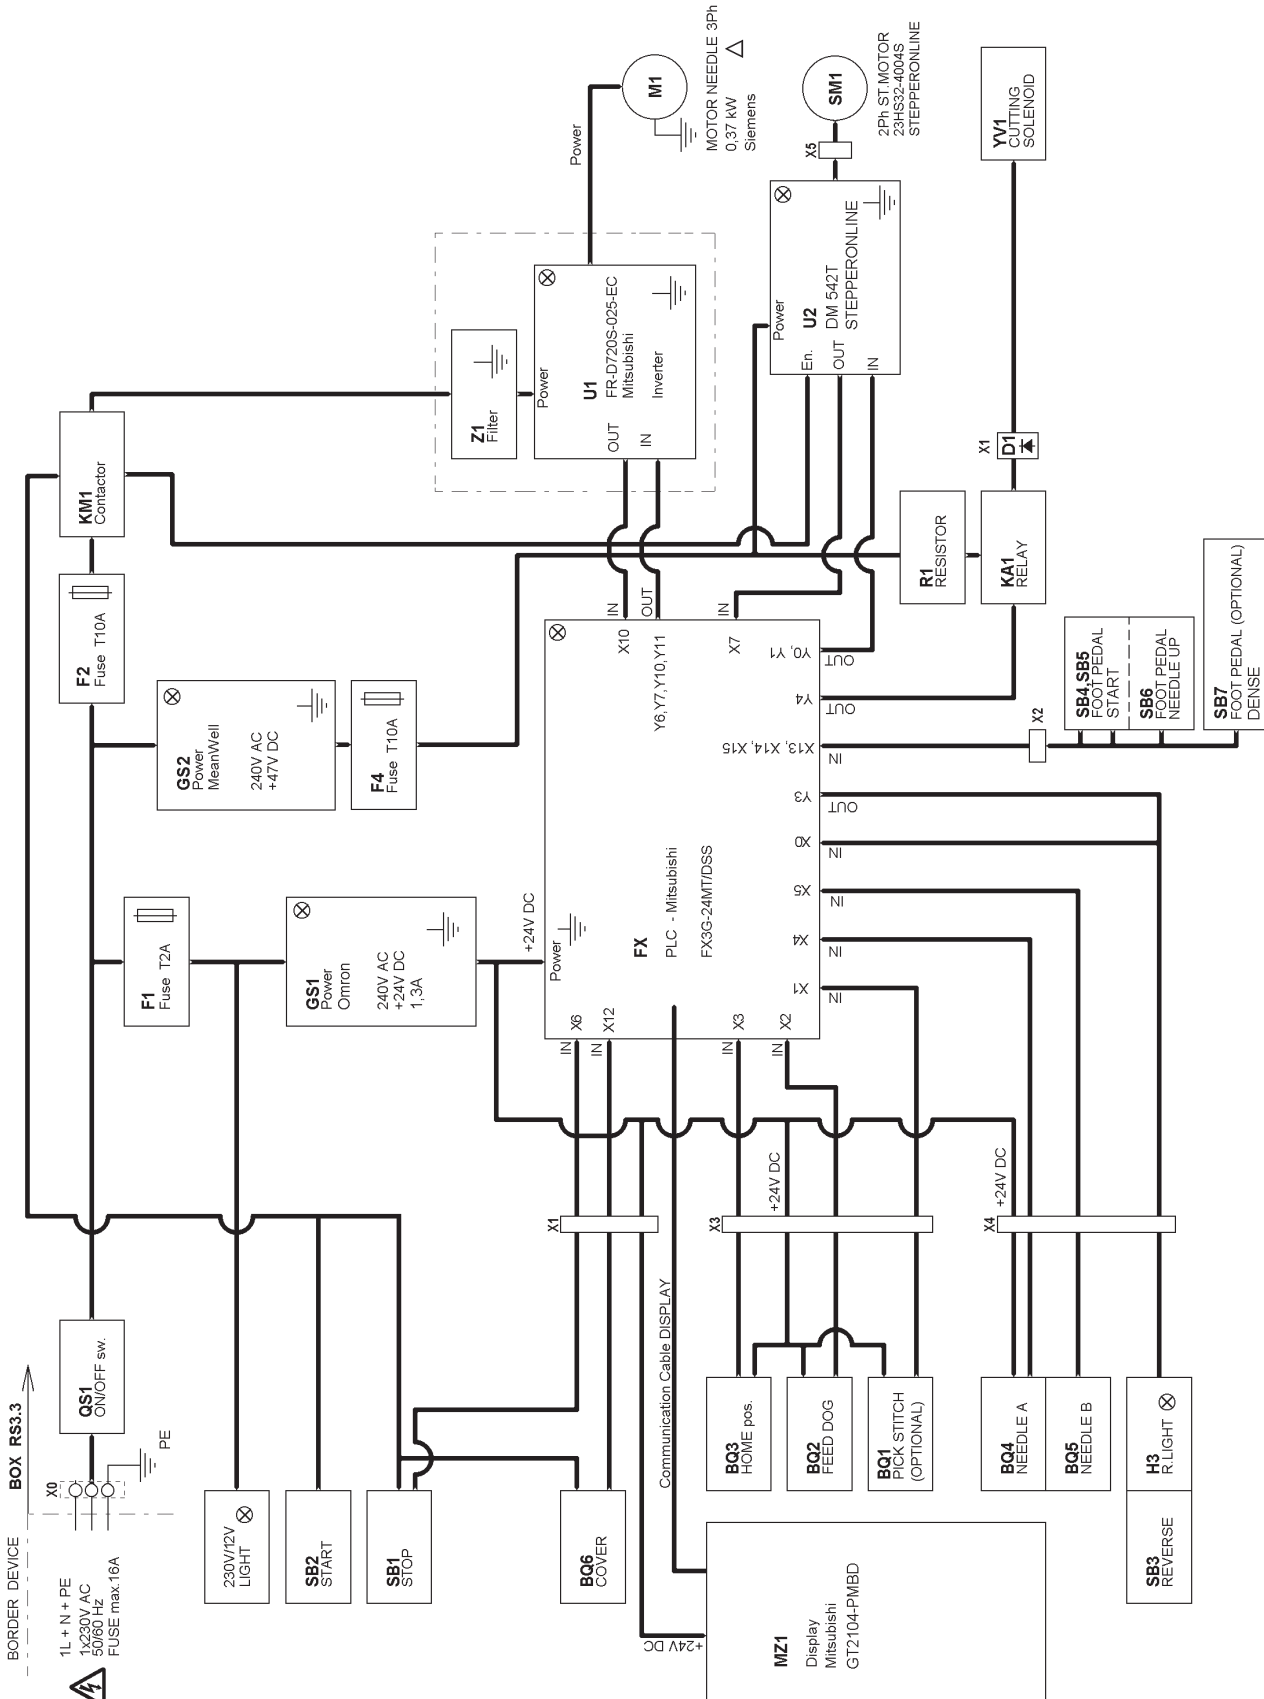 BORDER DEVICE
BOX RS3.3
1L + N + PE
1x230V AC
50/60 Hz
FUSE max.16A
X0
PE
QS1
ON/OFF sw.
F2
Fuse T10A
KM1
Contactor
F1
Fuse T2A
GS2
Power
MeanWell
240V AC
+47V DC
F4
Fuse T10A
GS1
Power
Omron
240V AC
+24V DC
1,3A
+24V DC
230V/12V
LIGHT
SB2
START
SB1
STOP
BQ6
COVER
X1
Z1
Filter
Power
U1
FR-D720S-025-EC
Mitsubishi
Inverter
OUT
IN
Power
M1
MOTOR NEEDLE 3Ph
0,37 kW
Siemens
Power
U2
DM 542T
STEPPERONLINE
En.
OUT
IN
X5
SM1
2Ph ST.MOTOR
23HS32-4004S
STEPPERONLINE
YV1
CUTTING
SOLENOID
X1
D1
R1
RESISTOR
KA1
RELAY
Power
FX
PLC - Mitsubishi
FX3G-24MT/DSS
IN
X6
IN
X12
IN
X3
IN
X2
IN
X10
OUT
Y6,Y7,Y10,Y11
IN
X7
X1
IN
X4
IN
X5
IN
X0
IN
Y3
OUT
X13, X14, X15
IN
Y4
OUT
Y0, Y1
OUT
X2
SB4,SB5
FOOT PEDAL
START
SB6
FOOT PEDAL
NEEDLE UP
SB7
FOOT PEDAL (OPTIONAL)
DENSE
Communication Cable DISPLAY
X3
+24V DC
X4
+24V DC
BQ3
HOME pos.
BQ2
FEED DOG
BQ1
PICK STITCH
(OPTIONAL)
BQ4
NEEDLE A
BQ5
NEEDLE B
H3
R.LIGHT
SB3
REVERSE
+24V DC
MZ1
Display
Mitsubishi
GT2104-PMBD